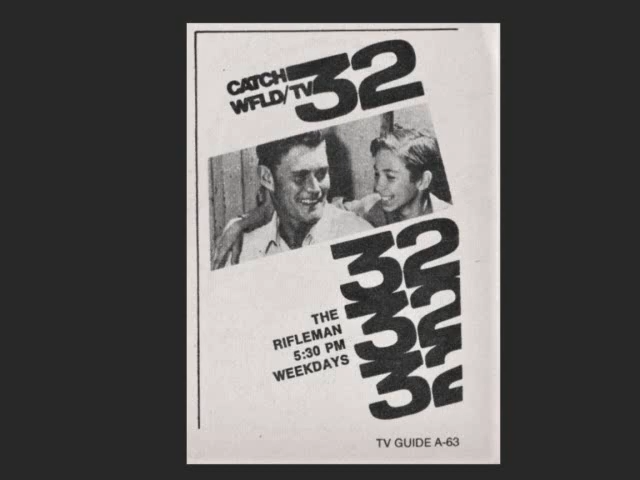 CATCH
WFLD/TV 32
32
THE
RIFLEMAN
5:30 PM
WEEKDAYS
32
32
TV GUIDE A-63